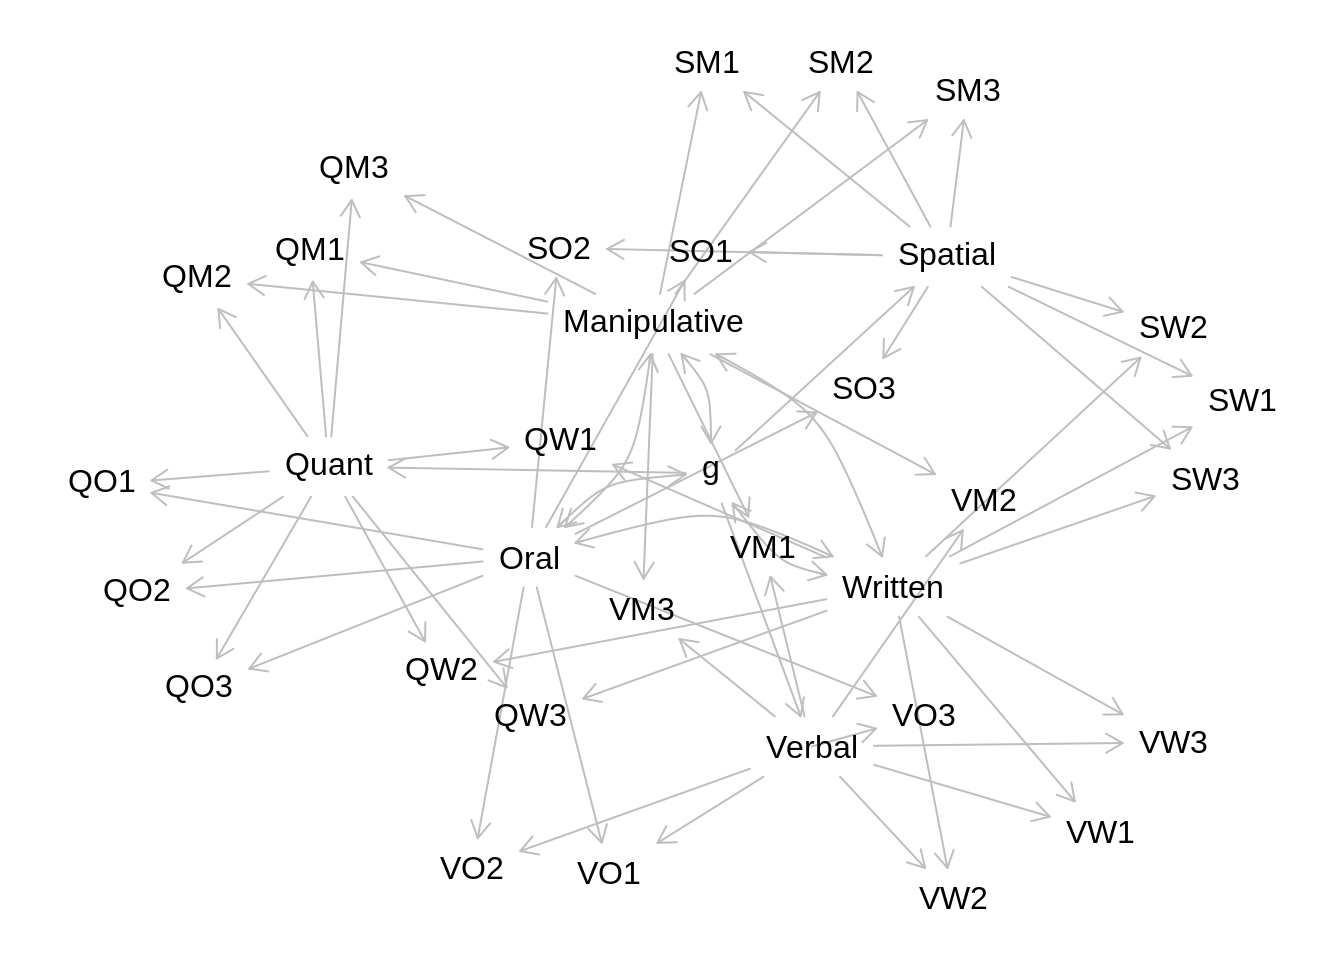 SM1
SM2
SM3
QM3
SO2
SO1
Spatial
QM1
QM2
Manipulative
SW2
SO3
SW1
QW1
Quant
g
QO1
SW3
VM2
VM1
Oral
Written
QO2
VM3
QW2
QO3
QW3
VO3
VW3
Verbal
VW1
VO2
VO1
VW2